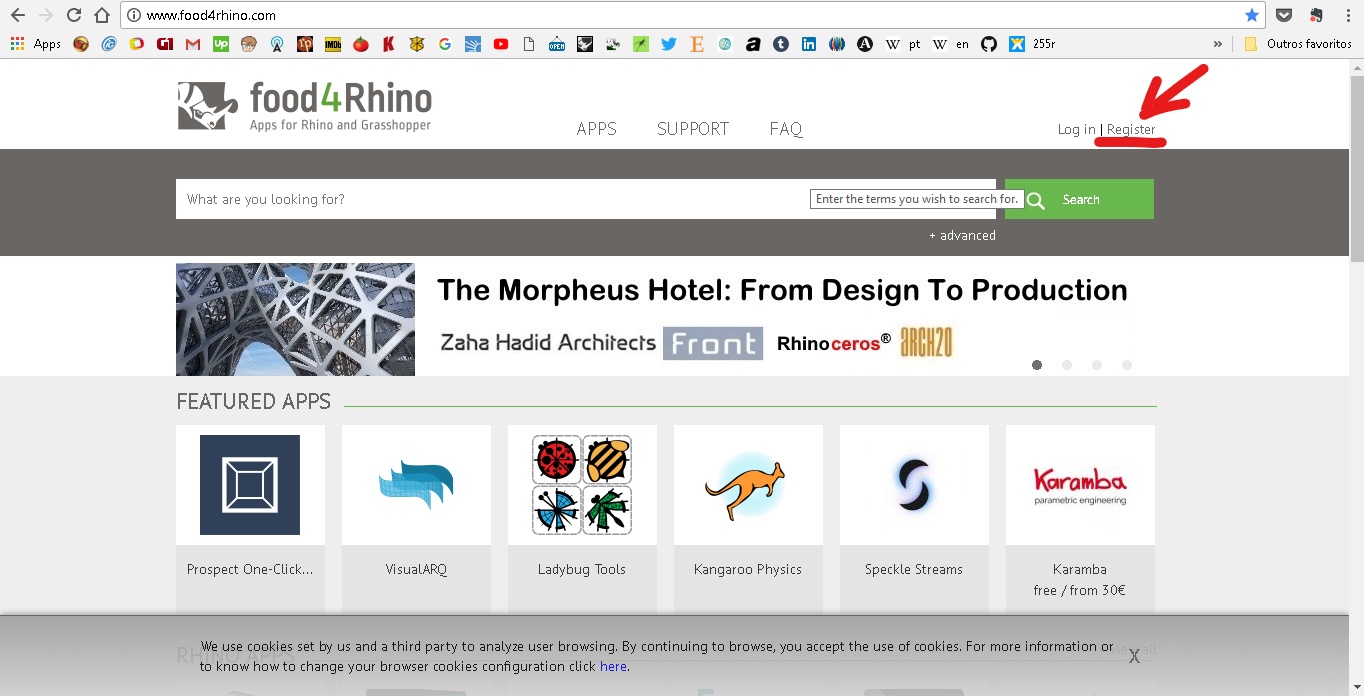 www.food4rhino.com
Apps
G1
Up
IMDb
OPEN
W pt W en
255r
»
Outros favoritos
food4Rhino
Apps for Rhino and Grasshopper
APPS SUPPORT FAQ
Log in | Register
What are you looking for?
Enter the terms you wish to search for.
Search
+ advanced
The Morpheus Hotel: From Design To Production
Zaha Hadid Architects Front Rhinoceros® ARCH20
FEATURED APPS
Karamba
parametric engineering
Prospect One-Click... VisualARQ Ladybug Tools Kangaroo Physics Speckle Streams Karamba
free / from 30€
We use cookies set by us and a third party to analyze user browsing. By continuing to browse, you accept the use of cookies. For more information or
to know how to change your browser cookies configuration click here.
X
RHINO APPS